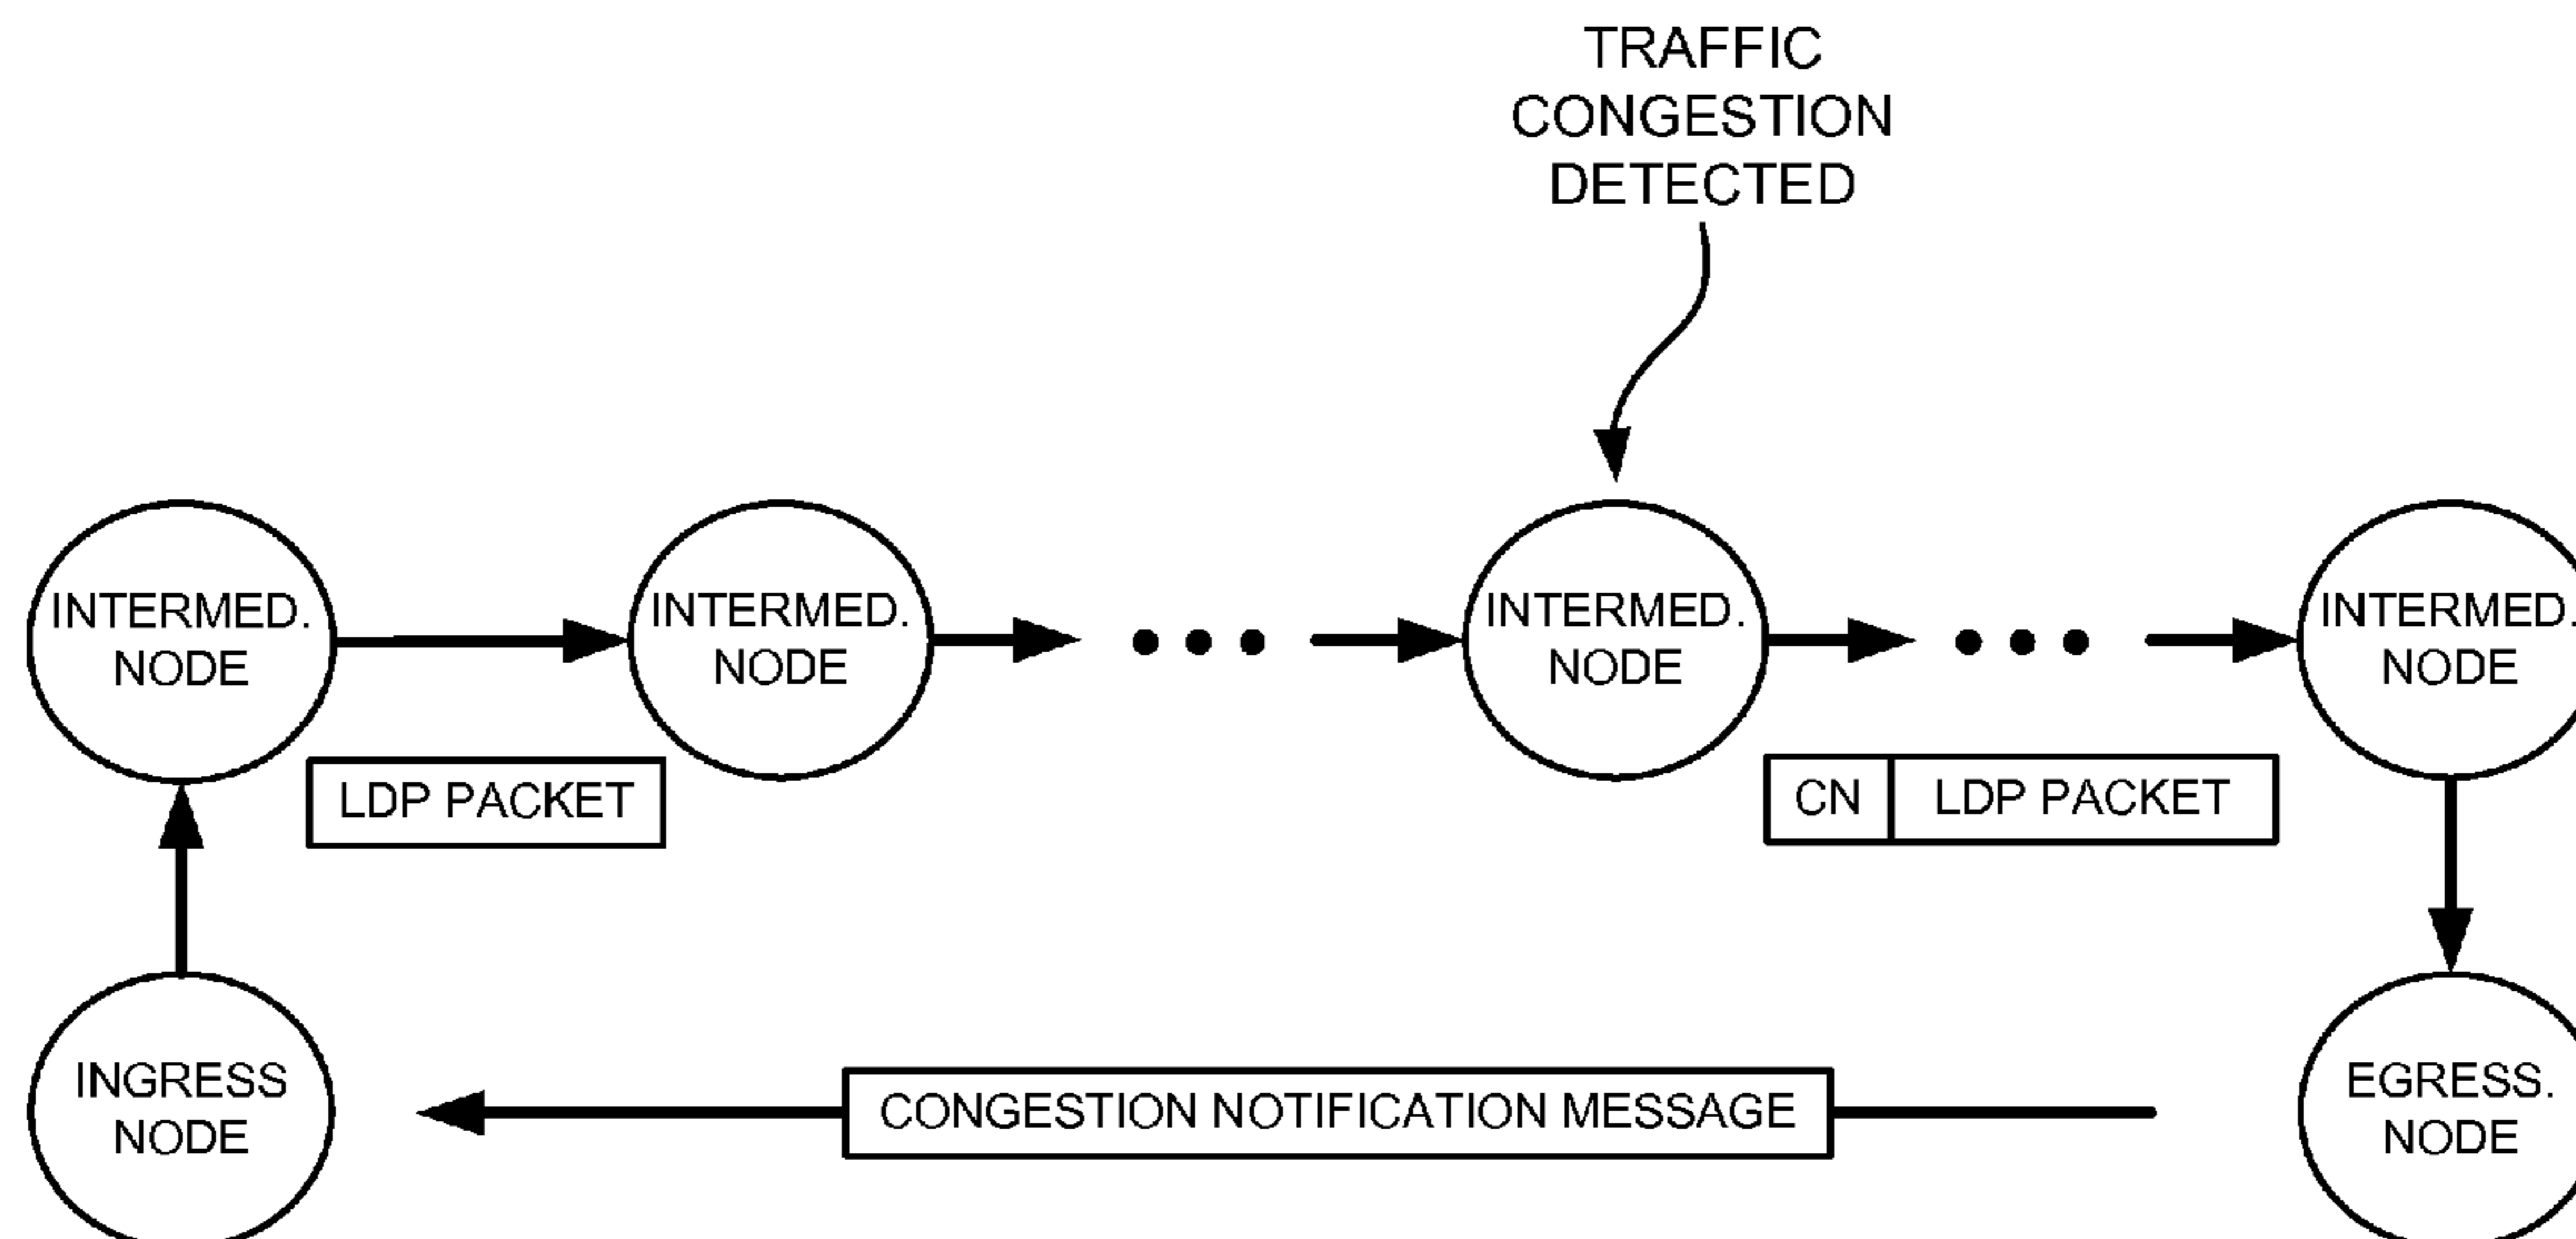 TRAFFIC
CONGESTION
DETECTED
INTERMED.
NODE
INTERMED.
NODE
INTERMED.
NODE
INTERMED.
NODE
LDP PACKET
CN
LDP PACKET
INGRESS
NODE
CONGESTION NOTIFICATION MESSAGE
EGRESS.
NODE